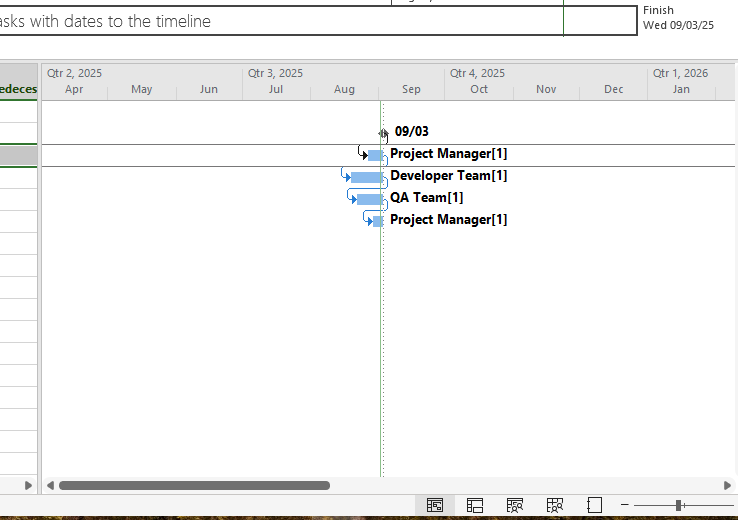 Finish
asks with dates to the timeline
Wed 09/03/25
Qtr 2, 2025 Qtr 3, 2025 Qtr 4, 2025 Qtr 1, 2026
edeces Apr May Jun Jul Aug Sep Oct Nov Dec Jan
09/03
Project Manager[1]
Developer Team[1]
QA Team[1]
Project Manager[1]